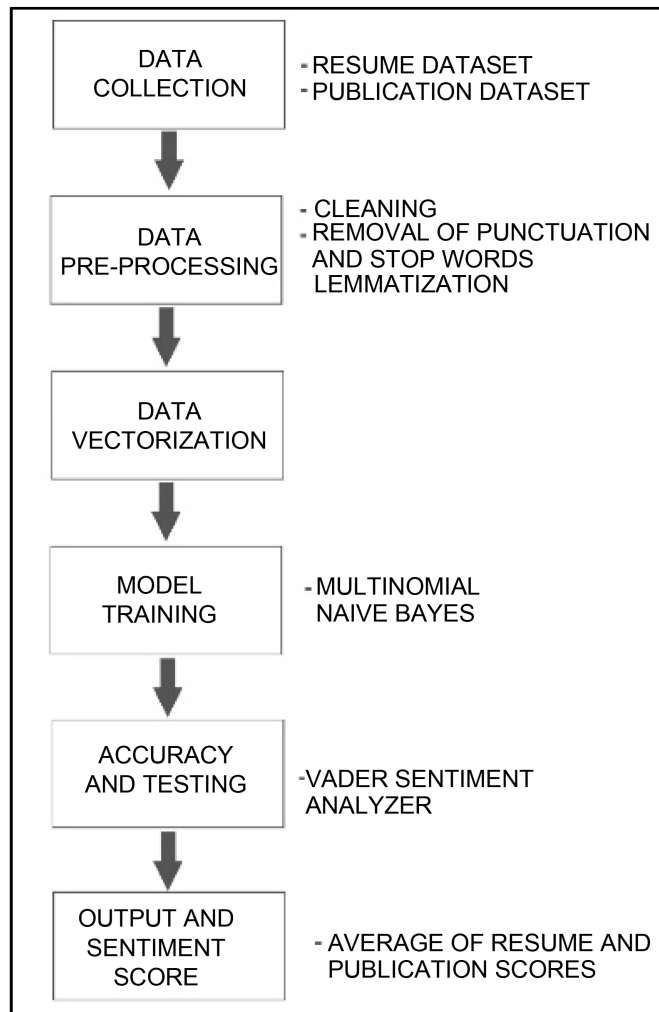 DATA
COLLECTION
- RESUME DATASET
- PUBLICATION DATASET
DATA
PRE-PROCESSING
- CLEANING
- REMOVAL OF PUNCTUATION
AND STOP WORDS
LEMMATIZATION
DATA
VECTORIZATION
MODEL
TRAINING
- MULTINOMIAL
NAIVE BAYES
ACCURACY
AND TESTING
- VADER SENTIMENT
ANALYZER
OUTPUT AND
SENTIMENT
SCORE
- AVERAGE OF RESUME AND
PUBLICATION SCORES